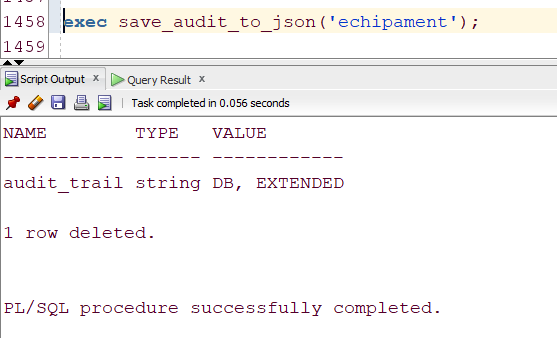 1458 exec save_audit_to_json('echipament');
1459
Script Output x Query Result x
Task completed in 0.056 seconds
NAME TYPE VALUE
----------- ------ ------------
audit_trail string DB, EXTENDED
1 row deleted.
PL/SQL procedure successfully completed.